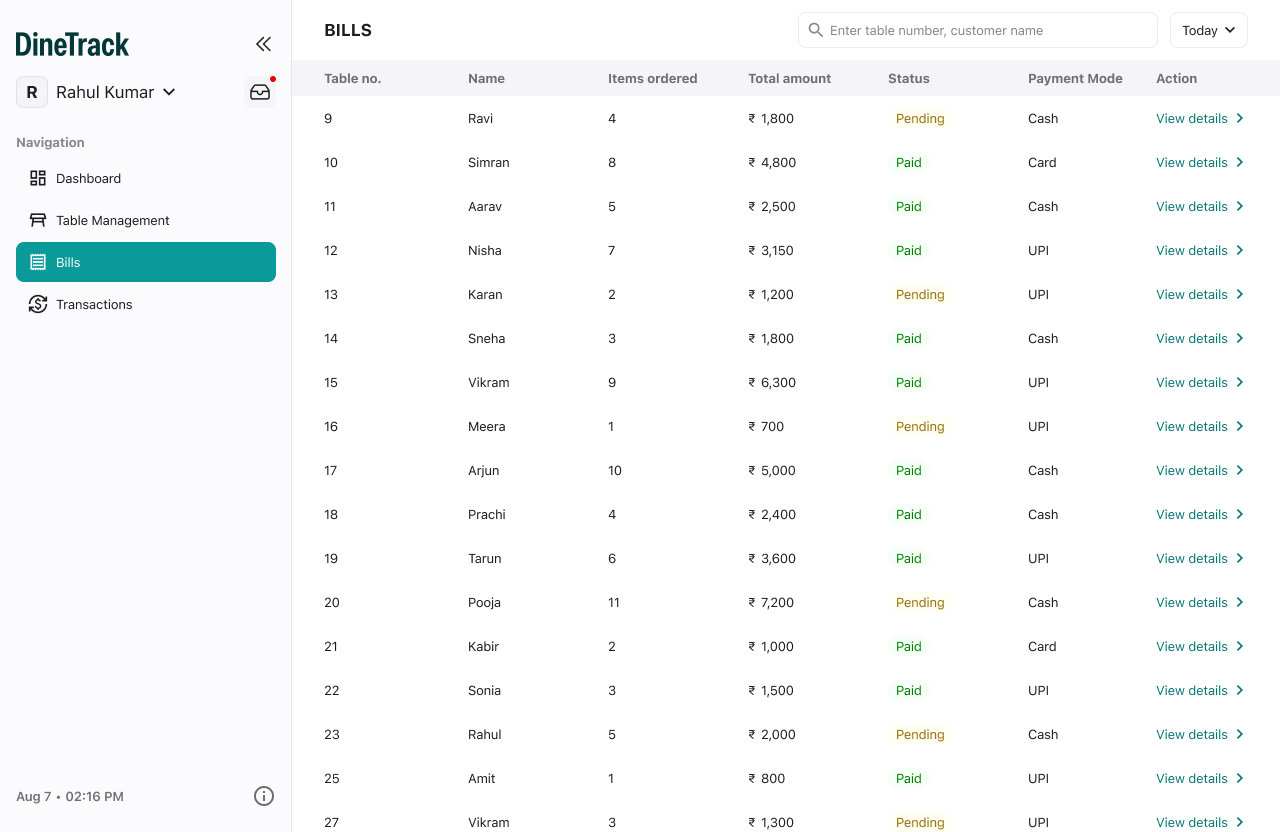 DineTrack
R Rahul Kumar
Navigation
Dashboard
Table Management
Bills
Transactions
Aug 7 • 02:16 PM
BILLS
Enter table number, customer name
Today
Table no. Name Items ordered Total amount Status Payment Mode Action
9 Ravi 4 ₹ 1,800 Pending Cash View details
10 Simran 8 ₹ 4,800 Paid Card View details
11 Aarav 5 ₹ 2,500 Paid Cash View details
12 Nisha 7 ₹ 3,150 Paid UPI View details
13 Karan 2 ₹ 1,200 Pending UPI View details
14 Sneha 3 ₹ 1,800 Paid Cash View details
15 Vikram 9 ₹ 6,300 Paid UPI View details
16 Meera 1 ₹ 700 Pending UPI View details
17 Arjun 10 ₹ 5,000 Paid Cash View details
18 Prachi 4 ₹ 2,400 Paid Cash View details
19 Tarun 6 ₹ 3,600 Paid UPI View details
20 Pooja 11 ₹ 7,200 Pending Cash View details
21 Kabir 2 ₹ 1,000 Paid Card View details
22 Sonia 3 ₹ 1,500 Paid UPI View details
23 Rahul 5 ₹ 2,000 Pending Cash View details
25 Amit 1 ₹ 800 Paid UPI View details
27 Vikram 3 ₹ 1,300 Pending UPI View details